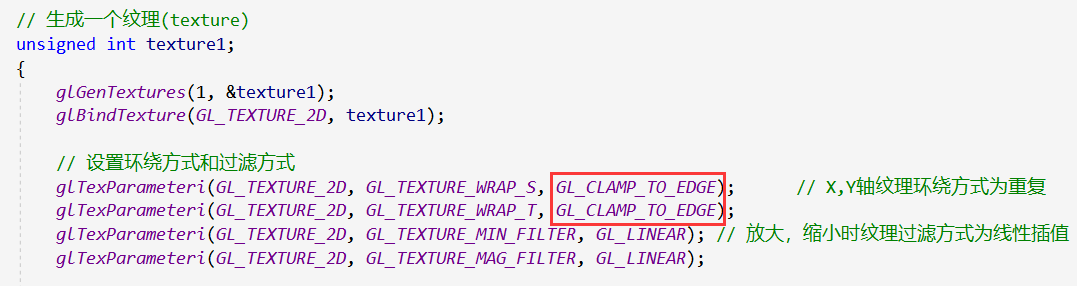 // 生成一个纹理(texture)
unsigned int texture1;
{
    glGenTextures(1, &texture1);
    glBindTexture(GL_TEXTURE_2D, texture1);
    // 设置环绕方式和过滤方式
    glTexParameteri(GL_TEXTURE_2D, GL_TEXTURE_WRAP_S, GL_CLAMP_TO_EDGE);    // X,Y轴纹理环绕方式为重复
    glTexParameteri(GL_TEXTURE_2D, GL_TEXTURE_WRAP_T, GL_CLAMP_TO_EDGE);
    glTexParameteri(GL_TEXTURE_2D, GL_TEXTURE_MIN_FILTER, GL_LINEAR); // 放大，缩小时纹理过滤方式为线性插值
    glTexParameteri(GL_TEXTURE_2D, GL_TEXTURE_MAG_FILTER, GL_LINEAR);